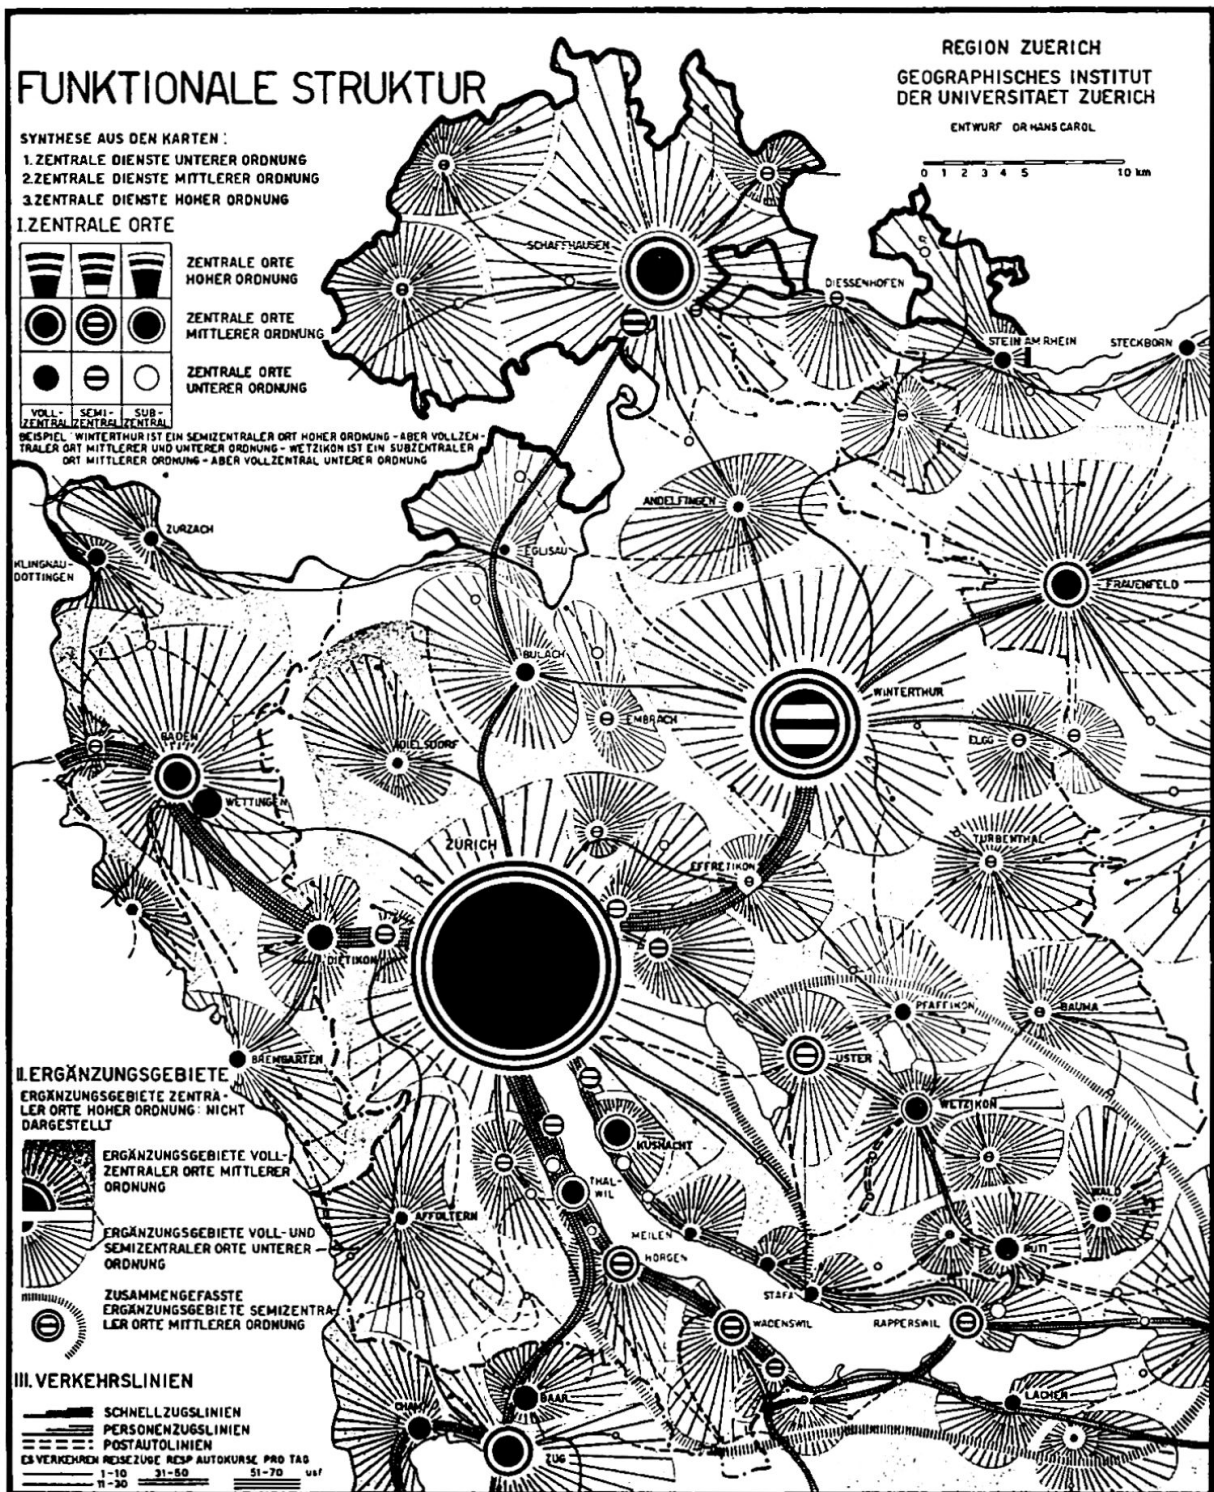 FUNKTIONALE STRUKTUR
REGION ZUERICH
GEOGRAPHISCHES INSTITUT
DER UNIVERSITAET ZUERICH
ENTWURF DR HANS CAROL
0 1 2 3 4 5 10 km
SYNTHESE AUS DEN KARTEN :
1. ZENTRALE DIENSTE UNTERER ORDNUNG
2. ZENTRALE DIENSTE MITTLERER ORDNUNG
3. ZENTRALE DIENSTE HOHER ORDNUNG
I. ZENTRALE ORTE
ZENTRALE ORTE
HOHER ORDNUNG
ZENTRALE ORTE
MITTLERER ORDNUNG
ZENTRALE ORTE
UNTERER ORDNUNG
VOLL-
ZENTRAL
SEMI-
ZENTRAL
SUB-
ZENTRAL
BEISPIEL WINTERTHUR IST EIN SEMIZENTRALER ORT HOHER ORDNUNG - ABER VOLLZEN-
TRALER ORT MITTLERER UND UNTERER ORDNUNG - WETZIKON IST EIN SUBZENTRALER
ORT MITTLERER ORDNUNG - ABER VOLLZENTRAL UNTERER ORDNUNG
SCHAFFHAUSEN
DIESSENHOFEN
STEIN AM RHEIN
STECKBORN
ANDELFINGEN
ZURZACH
KLINGNAU-
DÖTTINGEN
EGLISAU
FRAUENFELD
BÜLACH
WINTERTHUR
EMBRACH
ELGG
BADEN
DIELSDORF
WETTINGEN
ZÜRICH
EFFRETIKON
TURBENTHAL
DIETIKON
PFÄFFIKON
BAUMA
BREMGARTEN
USTER
WETZIKON
KÜSNACHT
THAL-
WIL
WALD
AFFOLTERN
MEILEN
HORGEN
RÜTI
STÄFA
WÄDENSWIL
RAPPERSWIL
BAAR
LACHEN
CHAM
ZUG
II. ERGÄNZUNGSGEBIETE
ERGÄNZUNGSGEBIETE ZENTRA-
LER ORTE HOHER ORDNUNG: NICHT
DARGESTELLT
ERGÄNZUNGSGEBIETE VOLL-
ZENTRALER ORTE MITTLERER
ORDNUNG
ERGÄNZUNGSGEBIETE VOLL- UND
SEMIZENTRALER ORTE UNTERER
ORDNUNG
ZUSAMMENGEFASSTE
ERGÄNZUNGSGEBIETE SEMIZENTRA-
LER ORTE MITTLERER ORDNUNG
III. VERKEHRSLINIEN
SCHNELLZUGSLINIEN
PERSONENZUGSLINIEN
POSTAUTOLINIEN
ES VERKEHREN REISEZÜGE RESP AUTOKURSE PRO TAG
1-10 31-50 51-70 usf
11-30